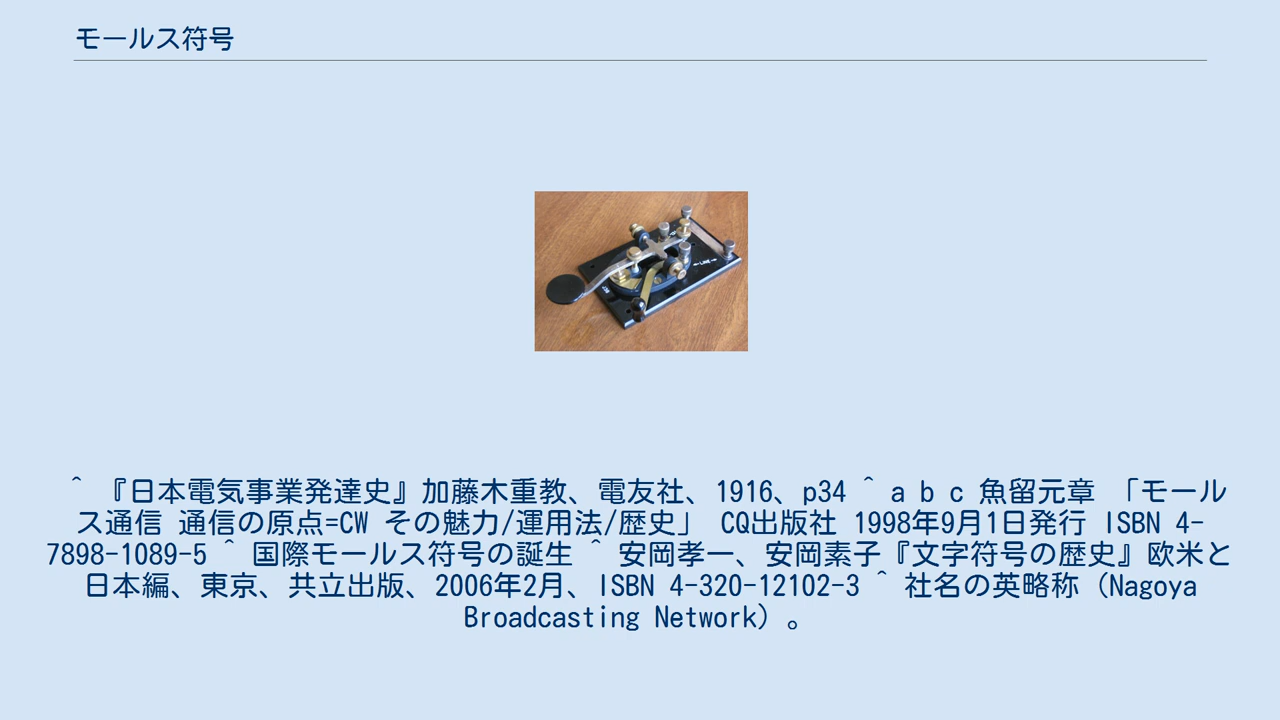 モールス符号
^ 『日本電気事業発達史』加藤木重教、電友社、1916、p34 ^ a b c 魚留元章 「モール
ス通信 通信の原点=CW その魅力/運用法/歴史」 CQ出版社 1998年9月1日発行 ISBN 4-
7898-1089-5 ^ 国際モールス符号の誕生 ^ 安岡孝一、安岡素子『文字符号の歴史』欧米と
日本編、東京、共立出版、2006年2月、ISBN 4-320-12102-3 ^ 社名の英略称（Nagoya
Broadcasting Network）。